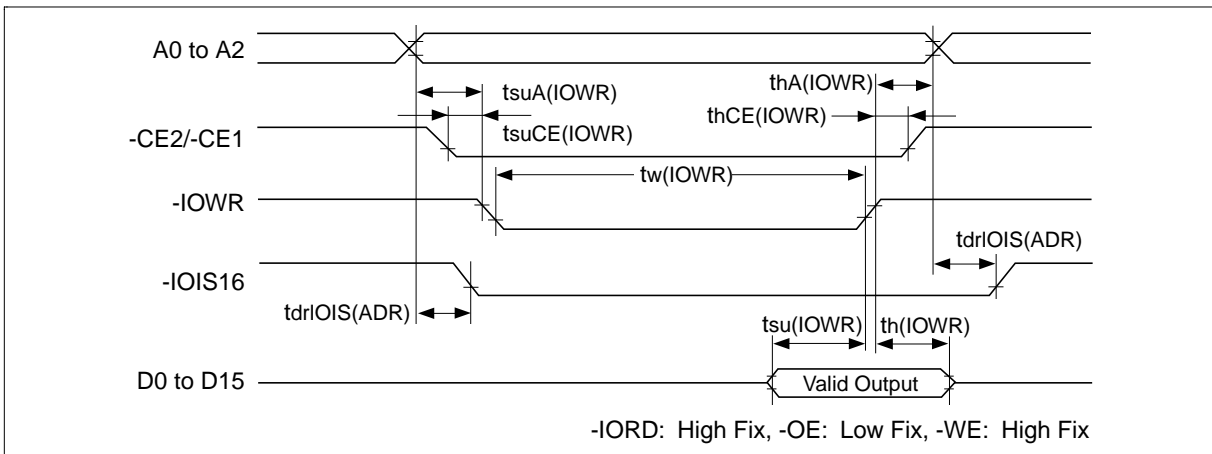 A0 to A2
tsuA(IOWR)
thA(IOWR)
-CE2/-CE1
tsuCE(IOWR)
thCE(IOWR)
tw(IOWR)
-IOWR
tdrIOIS(ADR)
-IOIS16
tdrIOIS(ADR)
tsu(IOWR)
th(IOWR)
D0 to D15
Valid Output
-IORD: High Fix, -OE: Low Fix, -WE: High Fix